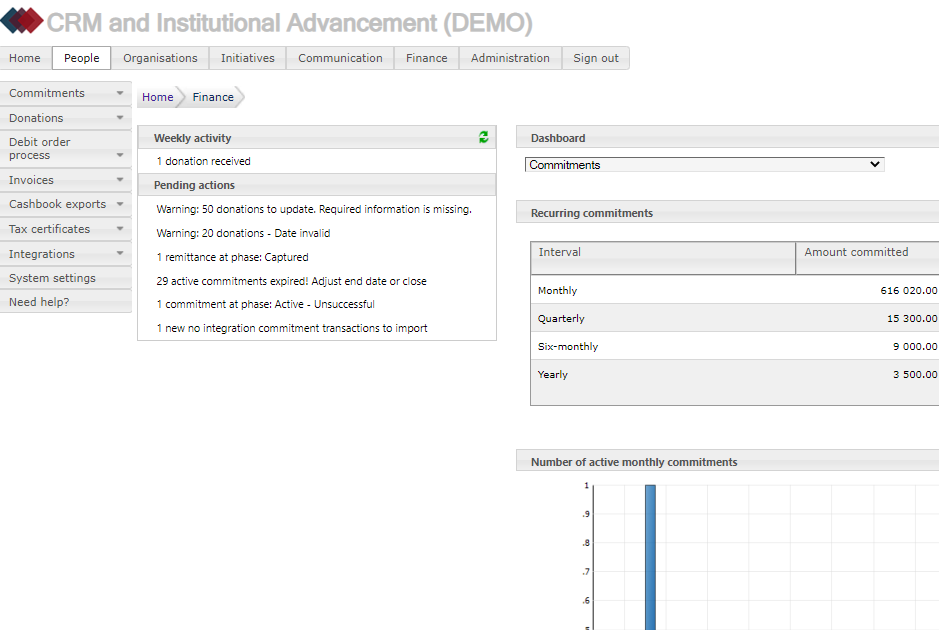 CRM and Institutional Advancement (DEMO)
Home People Organisations Initiatives Communication Finance Administration Sign out
Commitments
Donations
Debit order
process
Invoices
Cashbook exports
Tax certificates
Integrations
System settings
Need help?
Home Finance
Weekly activity
1 donation received
Pending actions
Warning: 50 donations to update. Required information is missing.
Warning: 20 donations - Date invalid
1 remittance at phase: Captured
29 active commitments expired! Adjust end date or close
1 commitment at phase: Active - Unsuccessful
1 new no integration commitment transactions to import
Dashboard
Commitments
Recurring commitments
Interval Amount committed
Monthly 616 020.00
Quarterly 15 300.00
Six-monthly 9 000.00
Yearly 3 500.00
Number of active monthly commitments
1
.9
.8
.7
.6